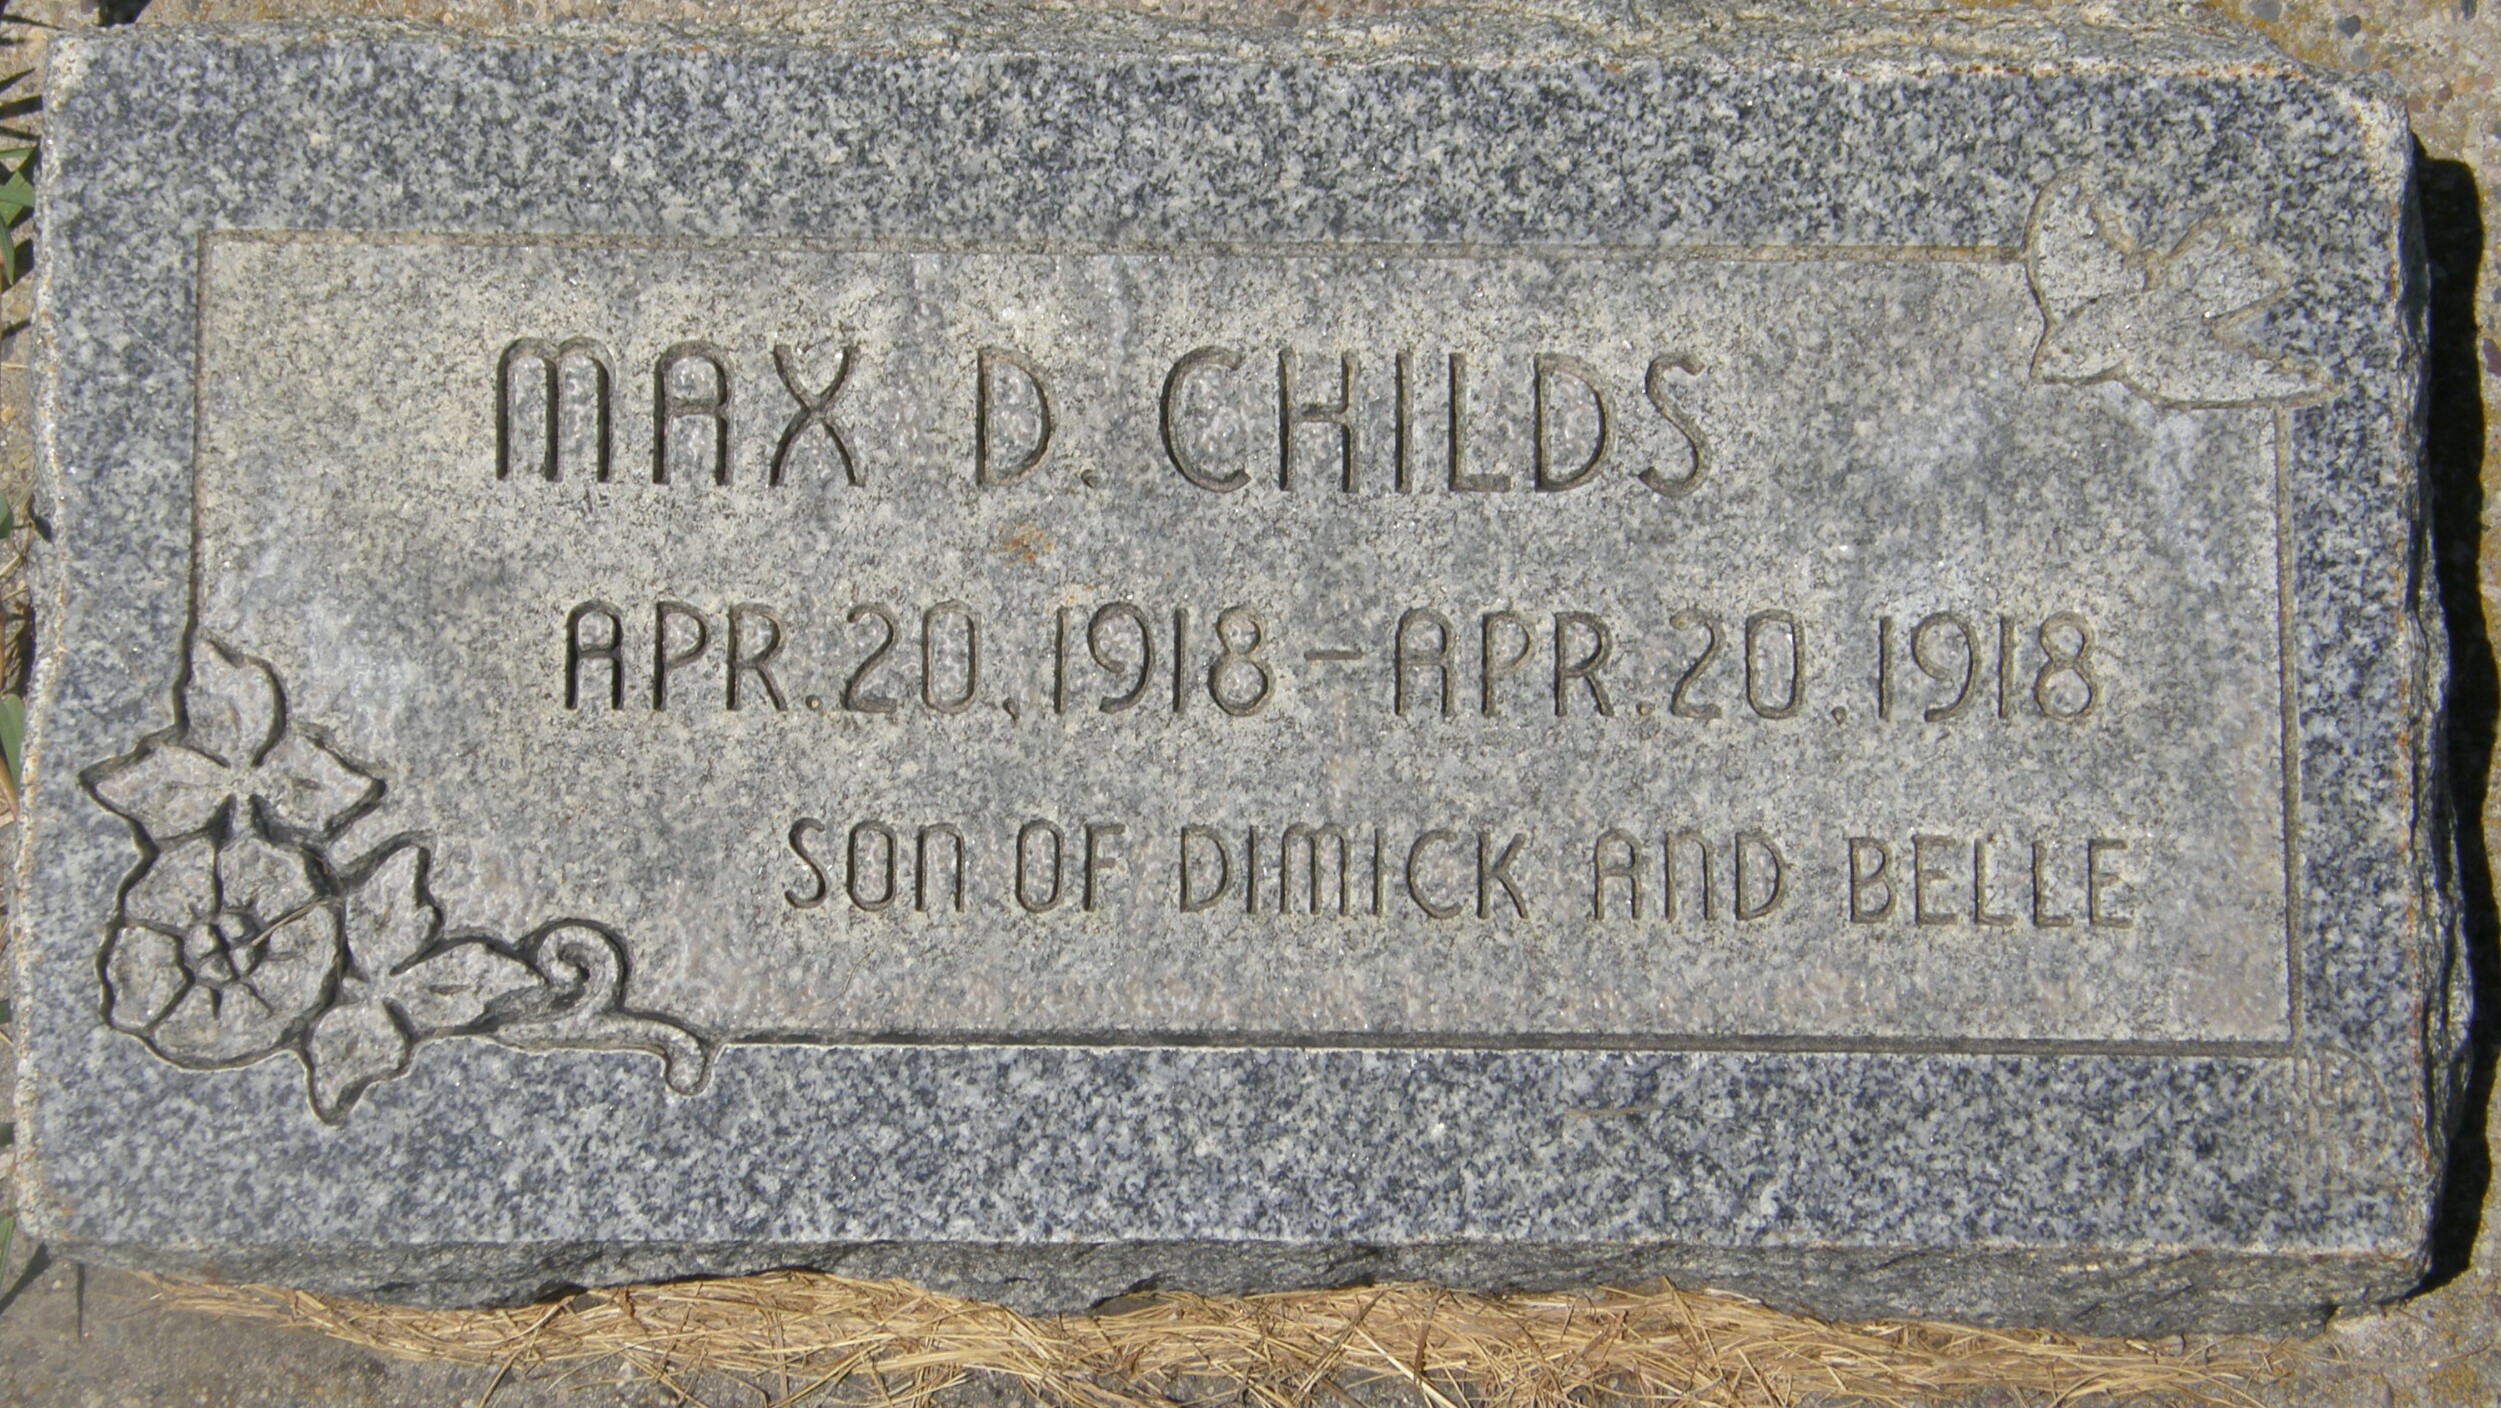 MAX D. CHILDS
APR. 20, 1918 – APR. 20, 1918
SON OF DIMICK AND BELLE